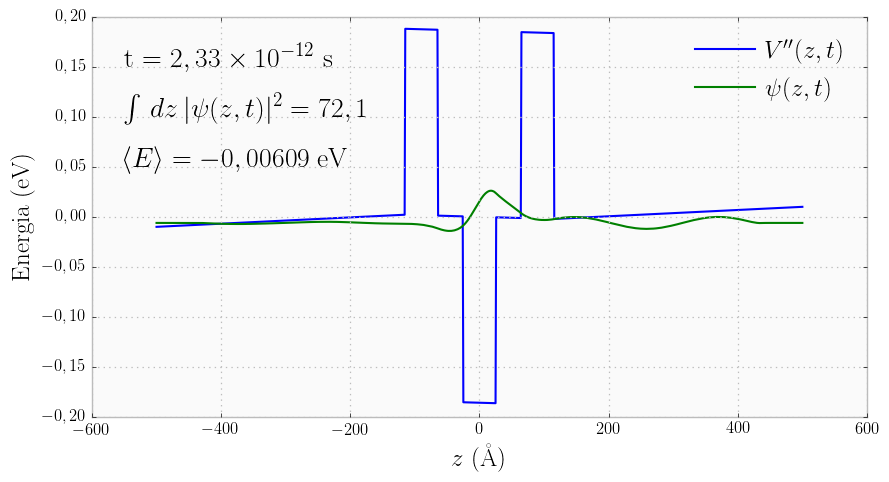 0,20
0,15
0,10
0,05
0,00
−0,05
−0,10
−0,15
−0,20
Energia (eV)
t = 2,33 × 10⁻¹² s
∫ dz |ψ(z, t)|² = 72,1
⟨E⟩ = −0,00609 eV
V′′(z, t)
ψ(z, t)
−600 −400 −200 0 200 400 600
z (Å)